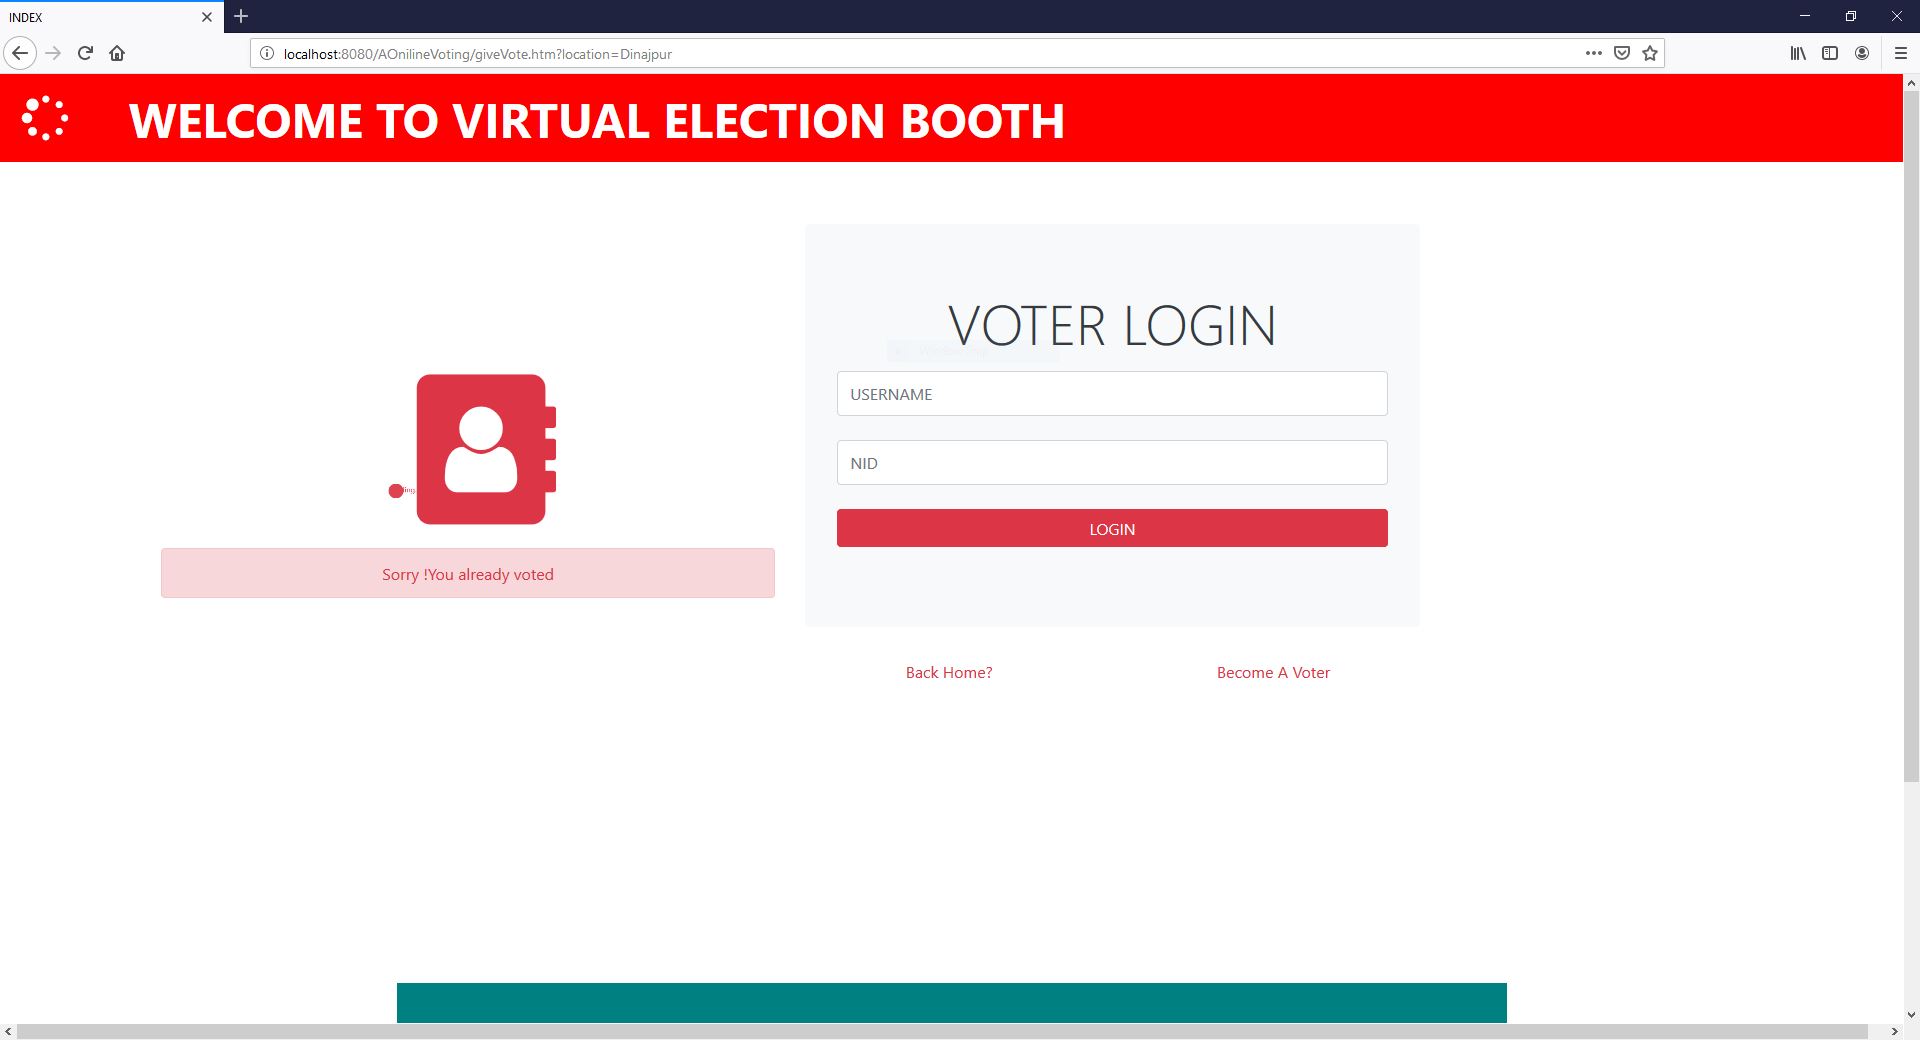 INDEX
localhost:8080/AOnilineVoting/giveVote.htm?location=Dinajpur
WELCOME TO VIRTUAL ELECTION BOOTH
VOTER LOGIN
USERNAME
NID
LOGIN
Sorry !You already voted
Back Home?
Become A Voter